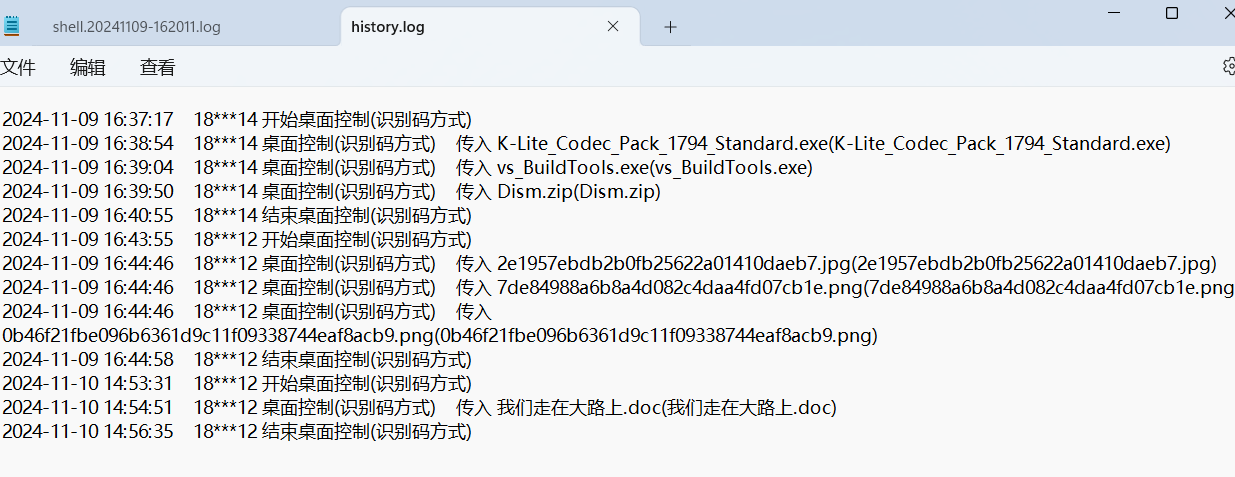 shell.20241109-162011.log
history.log
文件 编辑 查看
2024-11-09 16:37:17 18***14 开始桌面控制(识别码方式)
2024-11-09 16:38:54 18***14 桌面控制(识别码方式) 传入 K-Lite_Codec_Pack_1794_Standard.exe(K-Lite_Codec_Pack_1794_Standard.exe)
2024-11-09 16:39:04 18***14 桌面控制(识别码方式) 传入 vs_BuildTools.exe(vs_BuildTools.exe)
2024-11-09 16:39:50 18***14 桌面控制(识别码方式) 传入 Dism.zip(Dism.zip)
2024-11-09 16:40:55 18***14 结束桌面控制(识别码方式)
2024-11-09 16:43:55 18***12 开始桌面控制(识别码方式)
2024-11-09 16:44:46 18***12 桌面控制(识别码方式) 传入 2e1957ebdb2b0fb25622a01410daeb7.jpg(2e1957ebdb2b0fb25622a01410daeb7.jpg)
2024-11-09 16:44:46 18***12 桌面控制(识别码方式) 传入 7de84988a6b8a4d082c4daa4fd07cb1e.png(7de84988a6b8a4d082c4daa4fd07cb1e.png
2024-11-09 16:44:46 18***12 桌面控制(识别码方式) 传入
0b46f21fbe096b6361d9c11f09338744eaf8acb9.png(0b46f21fbe096b6361d9c11f09338744eaf8acb9.png)
2024-11-09 16:44:58 18***12 结束桌面控制(识别码方式)
2024-11-10 14:53:31 18***12 开始桌面控制(识别码方式)
2024-11-10 14:54:51 18***12 桌面控制(识别码方式) 传入 我们走在大路上.doc(我们走在大路上.doc)
2024-11-10 14:56:35 18***12 结束桌面控制(识别码方式)